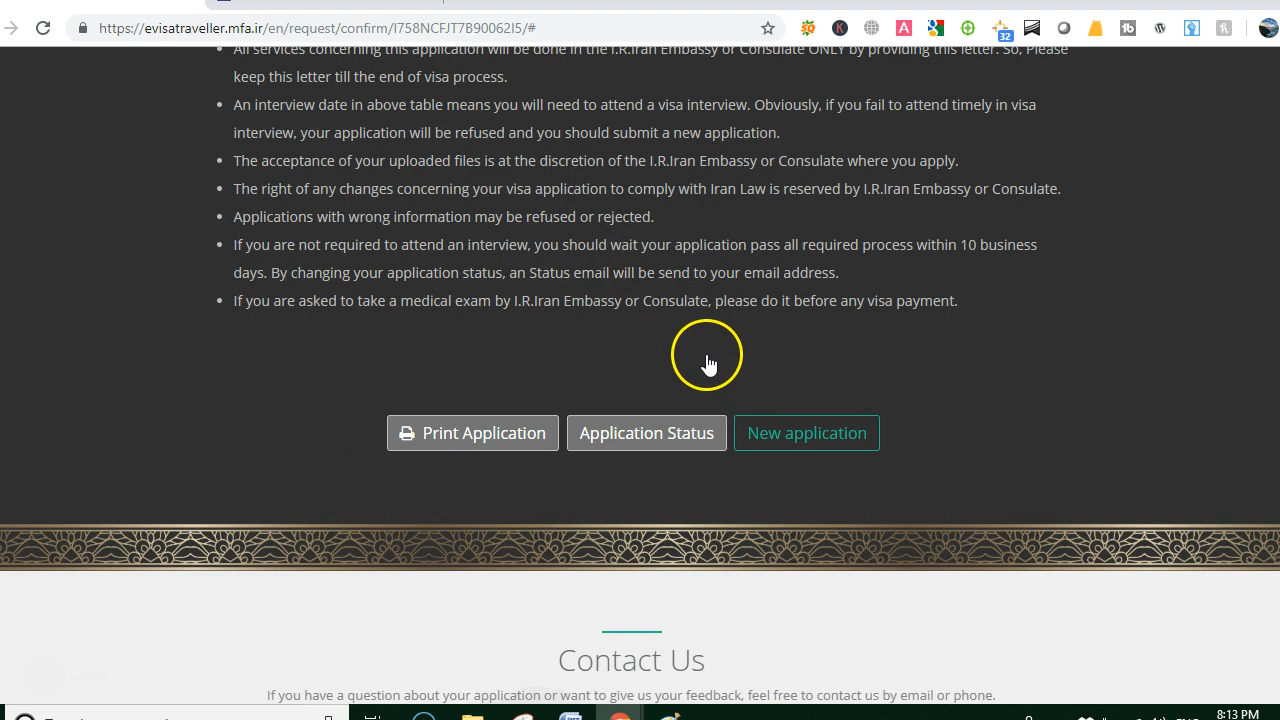 https://evisatraveller.mfa.ir/en/request/confirm/I758NCFJT7B90062I5/#
32
All services concerning this application will be done in the I.R.Iran Embassy or Consulate ONLY by providing this letter. So, Please
keep this letter till the end of visa process.
An interview date in above table means you will need to attend a visa interview. Obviously, if you fail to attend timely in visa
interview, your application will be refused and you should submit a new application.
The acceptance of your uploaded files is at the discretion of the I.R.Iran Embassy or Consulate where you apply.
The right of any changes concerning your visa application to comply with Iran Law is reserved by I.R.Iran Embassy or Consulate.
Applications with wrong information may be refused or rejected.
If you are not required to attend an interview, you should wait your application pass all required process within 10 business
days. By changing your application status, an Status email will be send to your email address.
If you are asked to take a medical exam by I.R.Iran Embassy or Consulate, please do it before any visa payment.
Print Application
Application Status
New application
Contact Us
If you have a question about your application or want to give us your feedback, feel free to contact us by email or phone.
8:13 PM